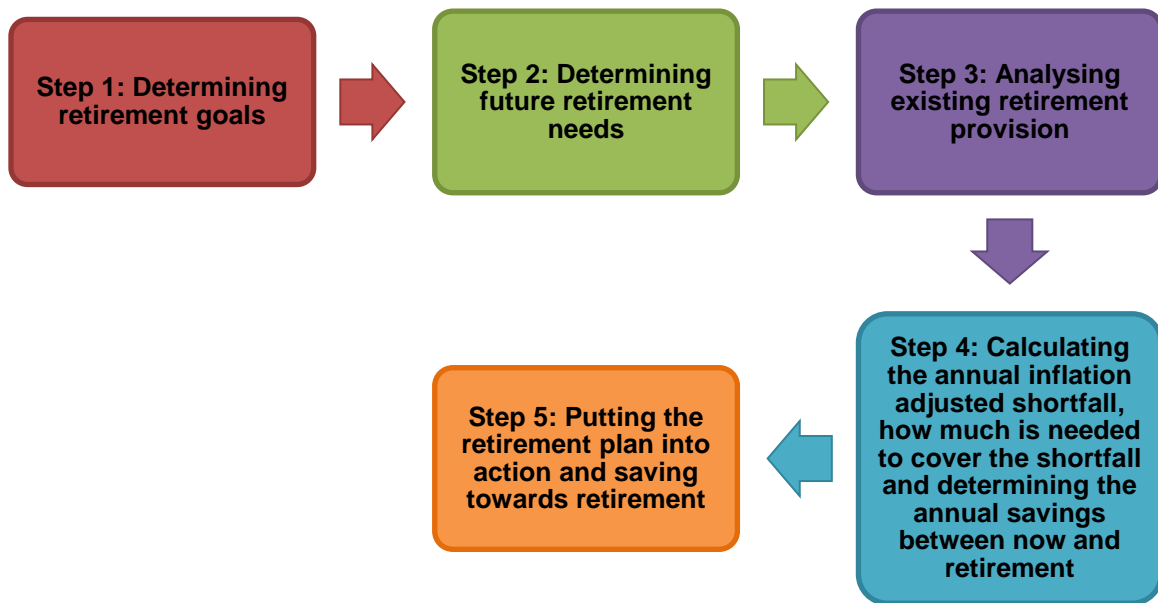 Step 1: Determining
retirement goals
Step 2: Determining
future retirement
needs
Step 3: Analysing
existing retirement
provision
Step 4: Calculating
the annual inflation
adjusted shortfall,
how much is needed
to cover the shortfall
and determining the
annual savings
between now and
retirement
Step 5: Putting the
retirement plan into
action and saving
towards retirement